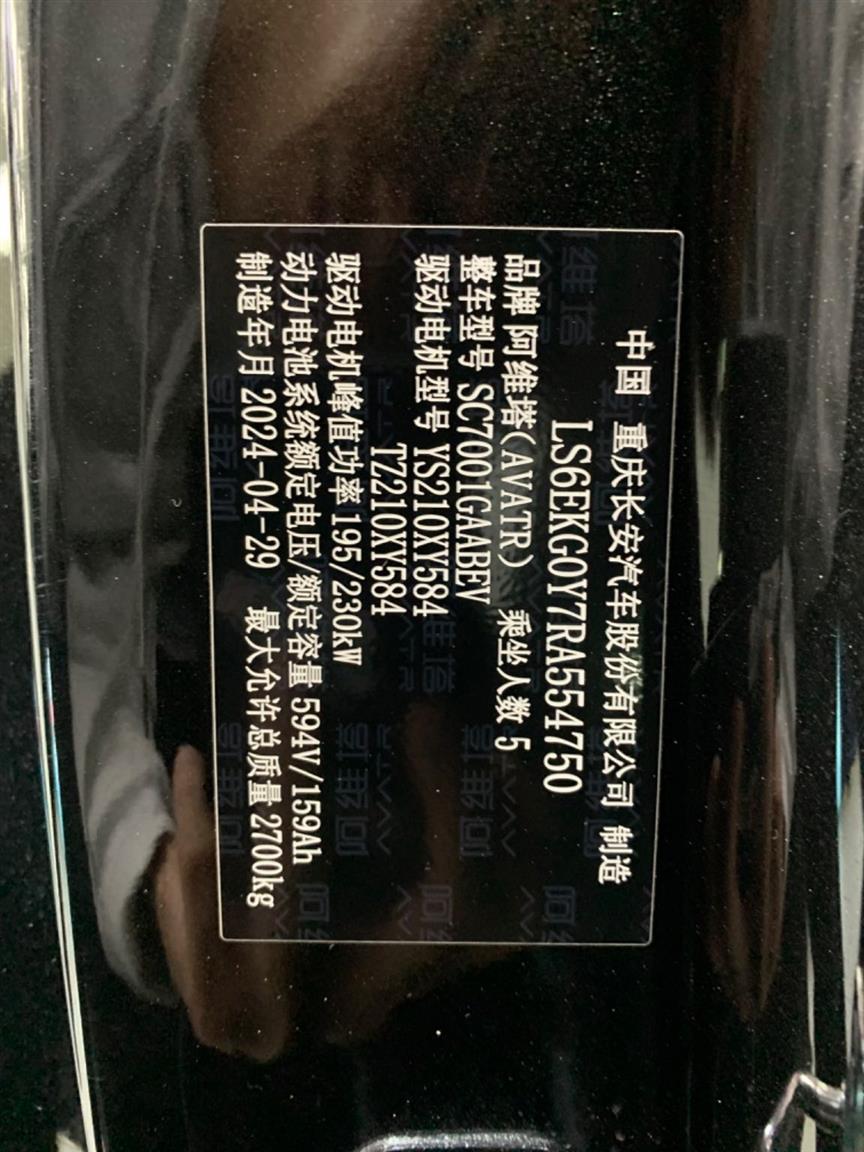 中国 重庆长安汽车股份有限公司 制造
LS6EKG0Y7RA554750
品牌 阿维塔(AVATR) 乘坐人数 5
整车型号 SC7001GAABEV
驱动电机型号 YS210XY584
TZ210XY584
驱动电机峰值功率 195/230kW
动力电池系统额定电压/额定容量 594V/159Ah
制造年月 2024-04-29 最大允许总质量 2700kg